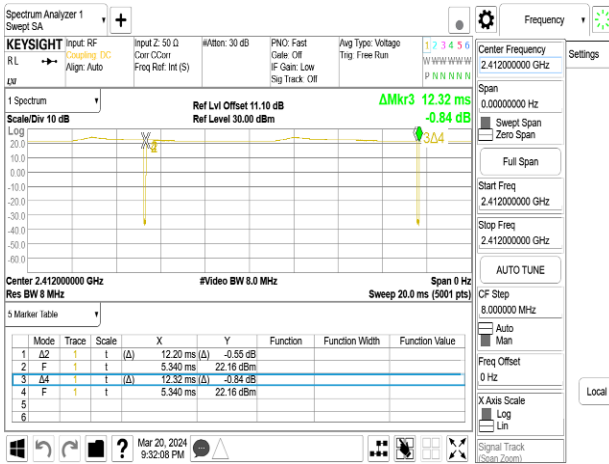 Spectrum Analyzer 1
Swept SA
+
Frequency
KEYSIGHT Input: RF Input Z: 50 Ω #Atten: 30 dB PNO: Fast Avg Type: Voltage 1 2 3 4 5 6
RL Coupling: DC Corr CCorr Gate: Off Trig: Free Run W W W W W W
Align: Auto Freq Ref: Int (S) IF Gain: Low P N N N N N
Sig Track: Off
Center Frequency
2.412000000 GHz
Settings
Span
0.00000000 Hz
Swept Span
Zero Span
Full Span
Start Freq
2.412000000 GHz
Stop Freq
2.412000000 GHz
AUTO TUNE
CF Step
8.000000 MHz
Auto
Man
Freq Offset
0 Hz
X Axis Scale
Log
Lin
Signal Track
(Span Zoom)
Local
1 Spectrum
Scale/Div 10 dB
Ref Lvl Offset 11.10 dB
Ref Level 30.00 dBm
ΔMkr3 12.32 ms
-0.84 dB
Log
20.0
10.0
0.00
-10.0
-20.0
-30.0
-40.0
-50.0
-60.0
3Δ4
Center 2.412000000 GHz #Video BW 8.0 MHz Span 0 Hz
Res BW 8 MHz Sweep 20.0 ms (5001 pts)
5 Marker Table
Mode Trace Scale X Y Function Function Width Function Value
1 Δ2 1 t (Δ) 12.20 ms (Δ) -0.55 dB
2 F 1 t 5.340 ms 22.16 dBm
3 Δ4 1 t (Δ) 12.32 ms (Δ) -0.84 dB
4 F 1 t 5.340 ms 22.16 dBm
5
6
?
Mar 20, 2024
9:32:08 PM